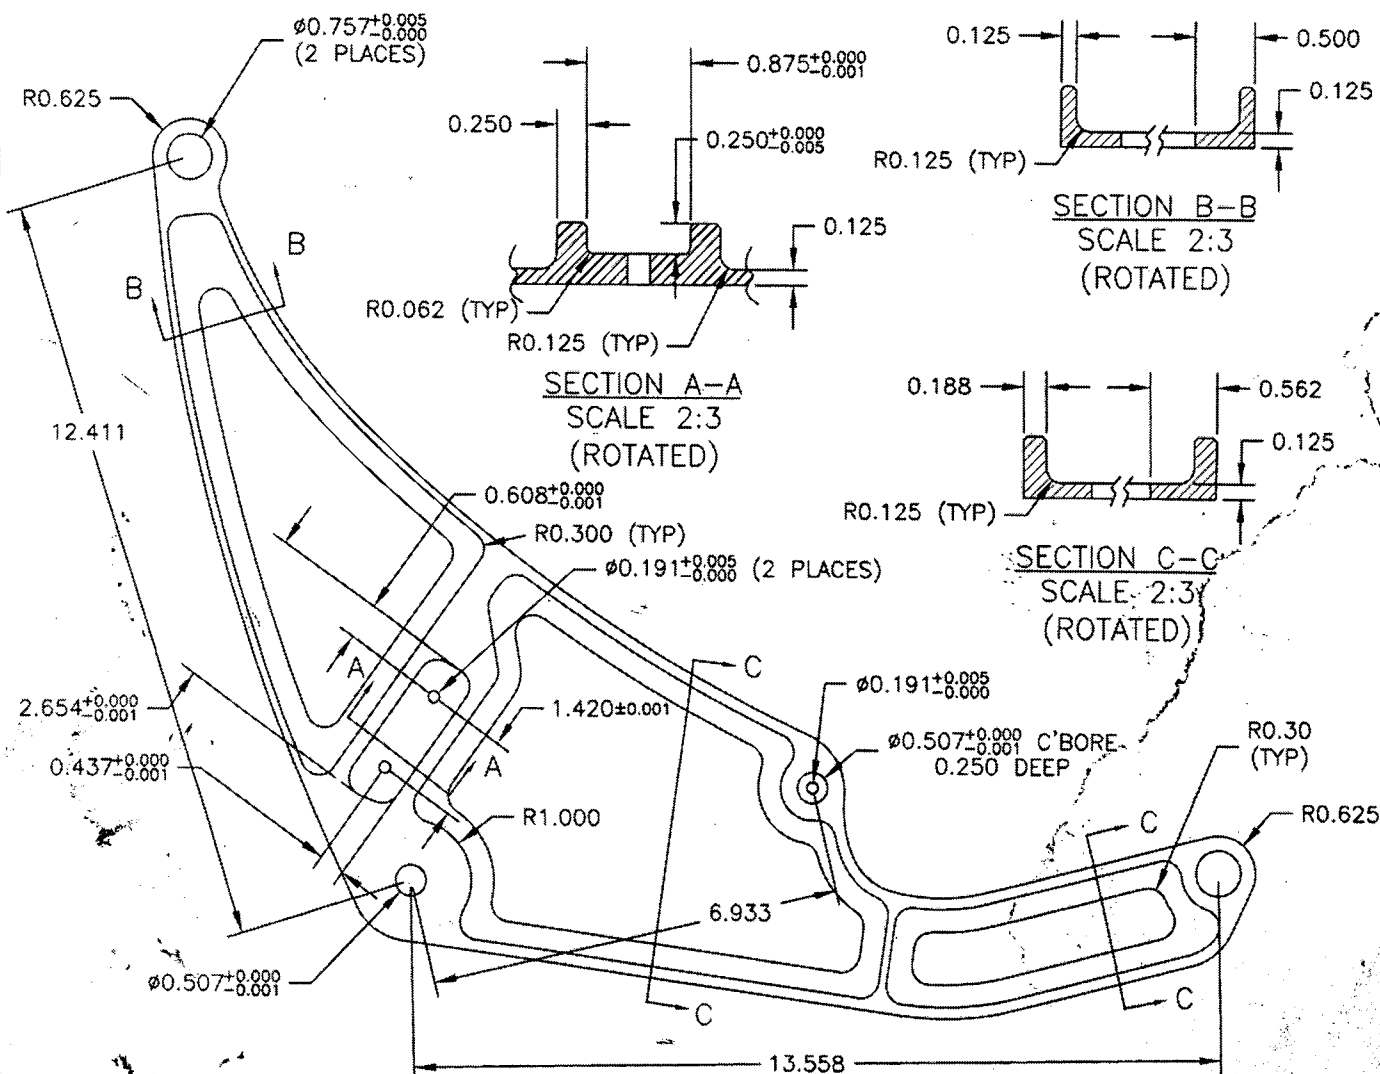 ø0.757+0.005-0.000
(2 PLACES)
R0.625
0.250
0.875+0.000-0.001
0.250+0.000-0.005
0.125
R0.062 (TYP)
R0.125 (TYP)
SECTION A-A
SCALE 2:3
(ROTATED)
0.125
0.500
0.125
R0.125 (TYP)
SECTION B-B
SCALE 2:3
(ROTATED)
0.188
0.562
0.125
R0.125 (TYP)
SECTION C-C
SCALE 2:3
(ROTATED)
B
B
12.411
0.608+0.000-0.001
R0.300 (TYP)
ø0.191+0.005-0.000 (2 PLACES)
A
C
2.654+0.000-0.001
1.420±0.001
ø0.191+0.005-0.000
0.437+0.000-0.001
A
ø0.507+0.000-0.001 C'BORE
0.250 DEEP
R0.30
(TYP)
R1.000
C
R0.625
6.933
ø0.507+0.000-0.001
C
C
13.558